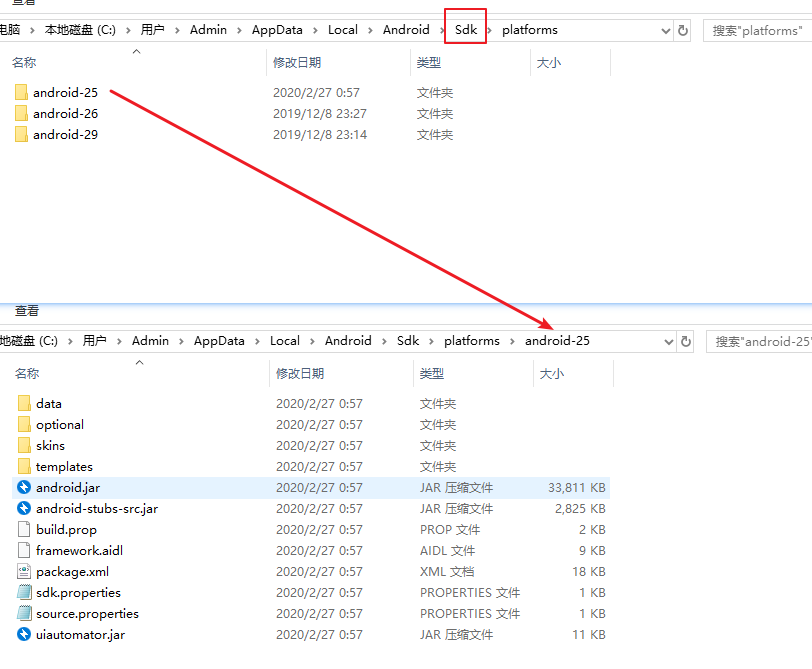 查看
电脑 › 本地磁盘 (C:) › 用户 › Admin › AppData › Local › Android › Sdk › platforms 搜索"platforms"
名称 修改日期 类型 大小
android-25 2020/2/27 0:57 文件夹
android-26 2019/12/8 23:27 文件夹
android-29 2019/12/8 23:14 文件夹
查看
地磁盘 (C:) › 用户 › Admin › AppData › Local › Android › Sdk › platforms › android-25 搜索"android-25"
名称 修改日期 类型 大小
data 2020/2/27 0:57 文件夹
optional 2020/2/27 0:57 文件夹
skins 2020/2/27 0:57 文件夹
templates 2020/2/27 0:57 文件夹
android.jar 2020/2/27 0:57 JAR 压缩文件 33,811 KB
android-stubs-src.jar 2020/2/27 0:57 JAR 压缩文件 2,825 KB
build.prop 2020/2/27 0:57 PROP 文件 2 KB
framework.aidl 2020/2/27 0:57 AIDL 文件 9 KB
package.xml 2020/2/27 0:57 XML 文档 18 KB
sdk.properties 2020/2/27 0:57 PROPERTIES 文件 1 KB
source.properties 2020/2/27 0:57 PROPERTIES 文件 1 KB
uiautomator.jar 2020/2/27 0:57 JAR 压缩文件 11 KB